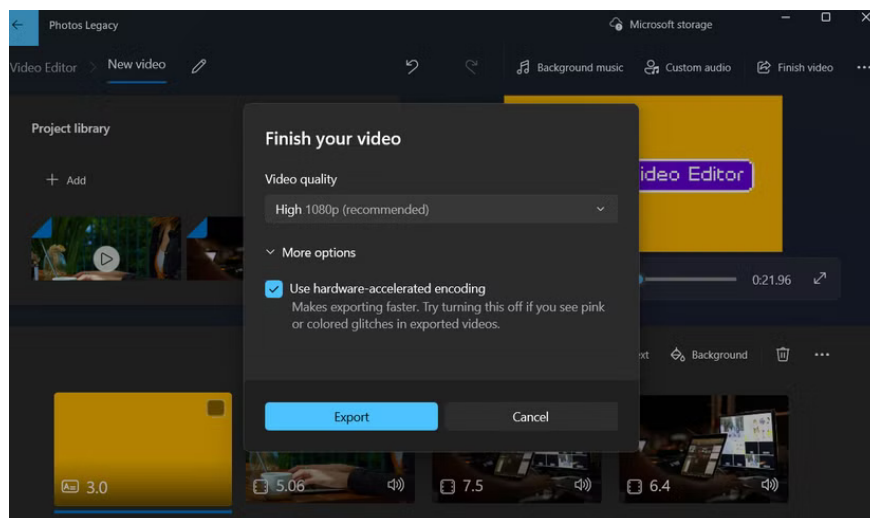 Photos Legacy
Microsoft storage
Video Editor > New video
Background music
Custom audio
Finish video
Project library
+ Add
ideo Editor
0:21.96
Finish your video
Video quality
High 1080p (recommended)
More options
Use hardware-accelerated encoding
Makes exporting faster. Try turning this off if you see pink
or colored glitches in exported videos.
Export
Cancel
xt
Background
3.0
5.06
7.5
6.4